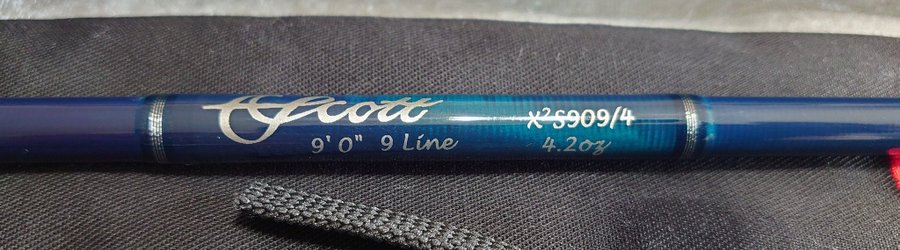 Scott
X²S909/4
9' 0" 9 Line
4.2oz